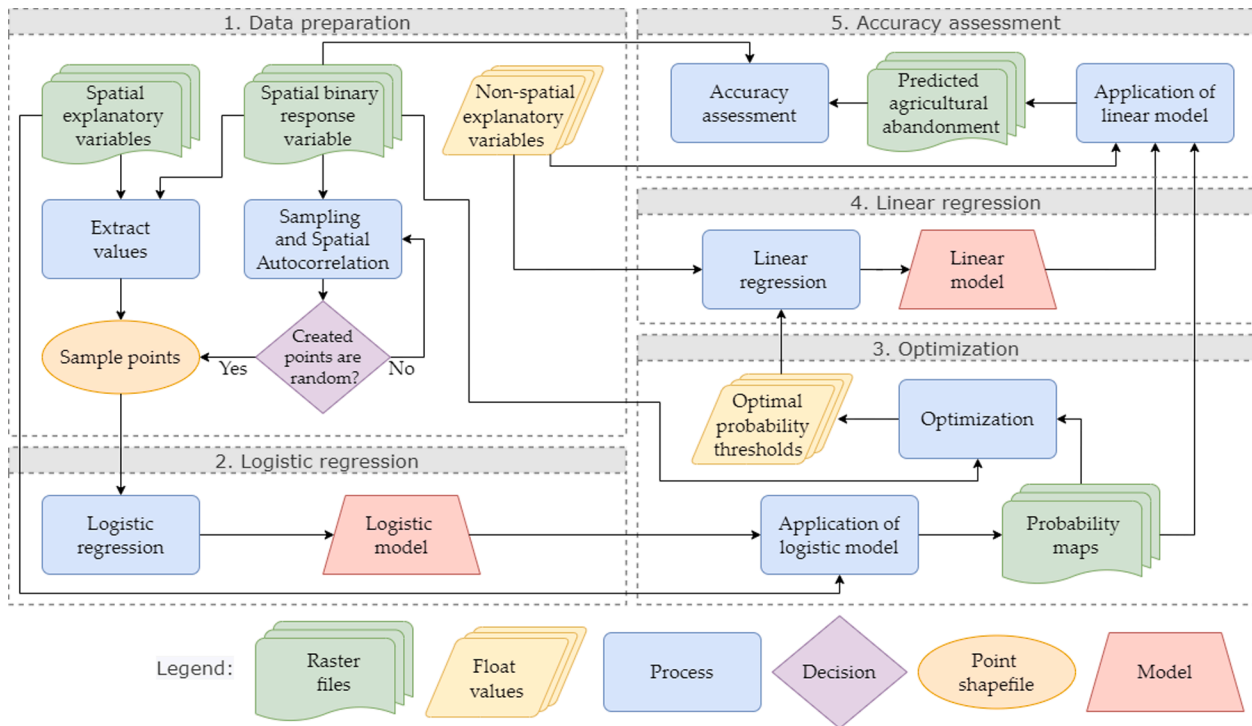 1. Data preparation
Spatial
explanatory
variables
Spatial binary
response
variable
Non-spatial
explanatory
variables
Extract
values
Sampling
and Spatial
Autocorrelation
Sample points
Yes
Created
points are
random?
No
2. Logistic regression
Logistic
regression
Logistic
model
5. Accuracy assessment
Accuracy
assessment
Predicted
agricultural
abandonment
Application of
linear model
4. Linear regression
Linear
regression
Linear
model
3. Optimization
Optimal
probability
thresholds
Optimization
Application of
logistic model
Probability
maps
Legend:
Raster
files
Float
values
Process
Decision
Point
shapefile
Model